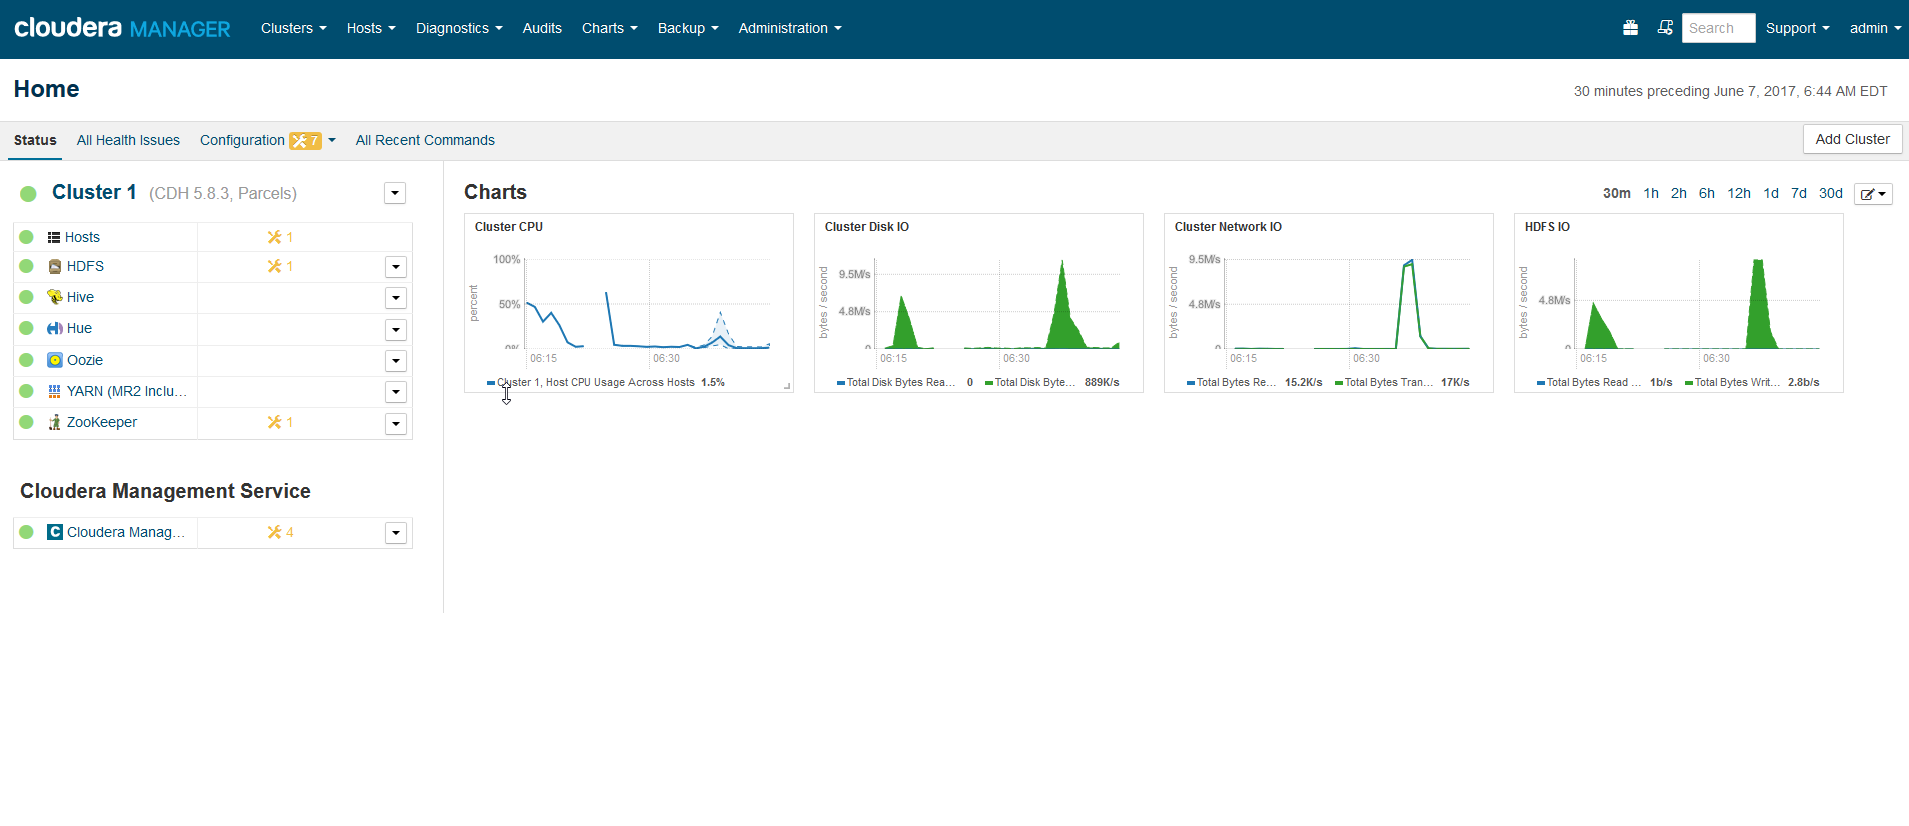 cloudera MANAGER Clusters Hosts Diagnostics Audits Charts Backup Administration Search Support admin
Home
30 minutes preceding June 7, 2017, 6:44 AM EDT
Status All Health Issues Configuration 7 All Recent Commands Add Cluster
Cluster 1 (CDH 5.8.3, Parcels)
Hosts 1
HDFS 1
Hive
Hue
Oozie
YARN (MR2 Inclu...
ZooKeeper 1
Cloudera Management Service
C Cloudera Manag... 4
Charts
30m 1h 2h 6h 12h 1d 7d 30d
Cluster CPU
percent
100%
50%
0%
06:15 06:30
Cluster 1, Host CPU Usage Across Hosts 1.5%
Cluster Disk IO
bytes / second
9.5M/s
4.8M/s
0
06:15 06:30
Total Disk Bytes Rea... 0 Total Disk Byte... 889K/s
Cluster Network IO
bytes / second
9.5M/s
4.8M/s
0
06:15 06:30
Total Bytes Re... 15.2K/s Total Bytes Tran... 17K/s
HDFS IO
bytes / second
4.8M/s
0
06:15 06:30
Total Bytes Read ... 1b/s Total Bytes Writ... 2.8b/s